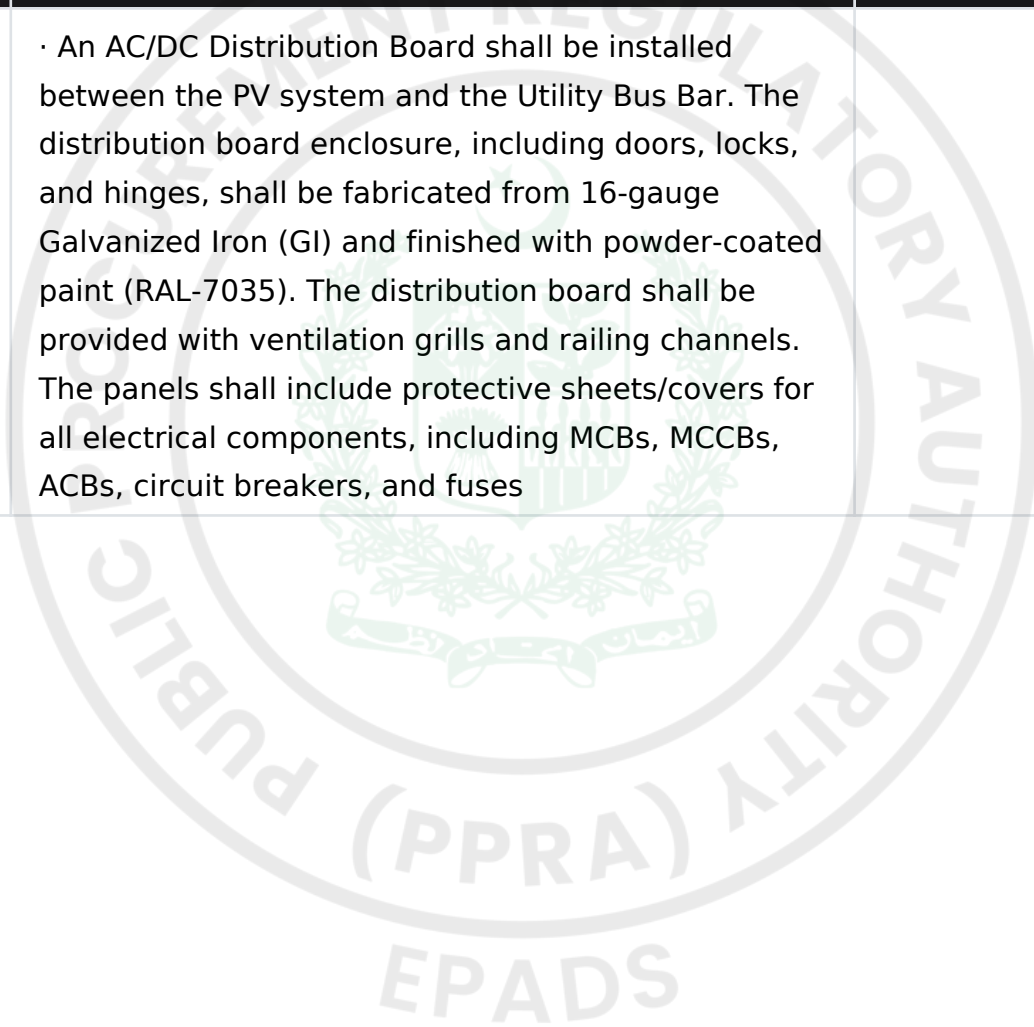 · An AC/DC Distribution Board shall be installed
between the PV system and the Utility Bus Bar. The
distribution board enclosure, including doors, locks,
and hinges, shall be fabricated from 16-gauge
Galvanized Iron (GI) and finished with powder-coated
paint (RAL-7035). The distribution board shall be
provided with ventilation grills and railing channels.
The panels shall include protective sheets/covers for
all electrical components, including MCBs, MCCBs,
ACBs, circuit breakers, and fuses
PUBLIC PROCUREMENT REGULATORY AUTHORITY
(PPRA)
EPADS